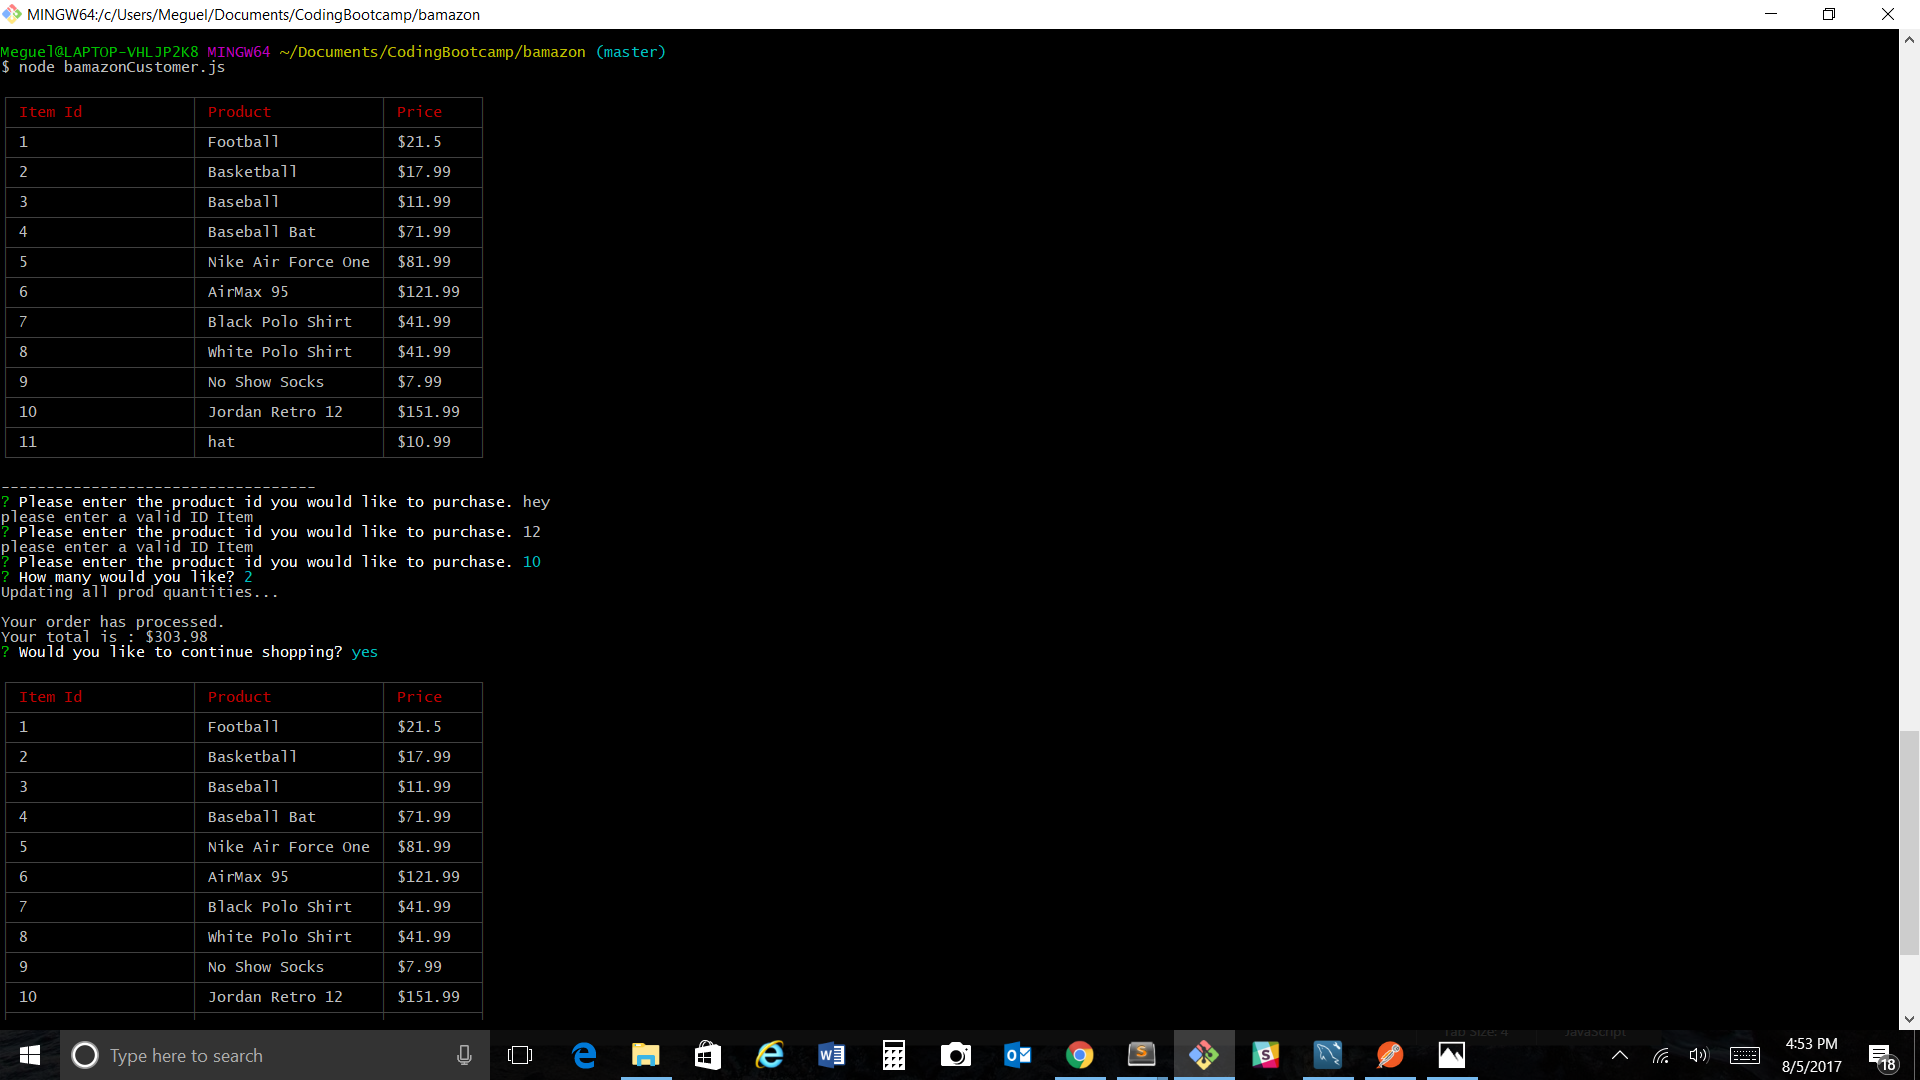 MINGW64:/c/Users/Meguel/Documents/CodingBootcamp/bamazon
Meguel@LAPTOP-VHLJP2K8 MINGW64 ~/Documents/CodingBootcamp/bamazon (master)
$ node bamazonCustomer.js
Item Id Product Price
1 Football $21.5
2 Basketball $17.99
3 Baseball $11.99
4 Baseball Bat $71.99
5 Nike Air Force One $81.99
6 AirMax 95 $121.99
7 Black Polo Shirt $41.99
8 White Polo Shirt $41.99
9 No Show Socks $7.99
10 Jordan Retro 12 $151.99
11 hat $10.99
-----------------------------------
? Please enter the product id you would like to purchase. hey
please enter a valid ID Item
? Please enter the product id you would like to purchase. 12
please enter a valid ID Item
? Please enter the product id you would like to purchase. 10
? How many would you like? 2
Updating all prod quantities...
Your order has processed.
Your total is : $303.98
? Would you like to continue shopping? yes
Item Id Product Price
1 Football $21.5
2 Basketball $17.99
3 Baseball $11.99
4 Baseball Bat $71.99
5 Nike Air Force One $81.99
6 AirMax 95 $121.99
7 Black Polo Shirt $41.99
8 White Polo Shirt $41.99
9 No Show Socks $7.99
10 Jordan Retro 12 $151.99
Tab Size: 4 JavaScript
Type here to search
4:53 PM
8/5/2017
18